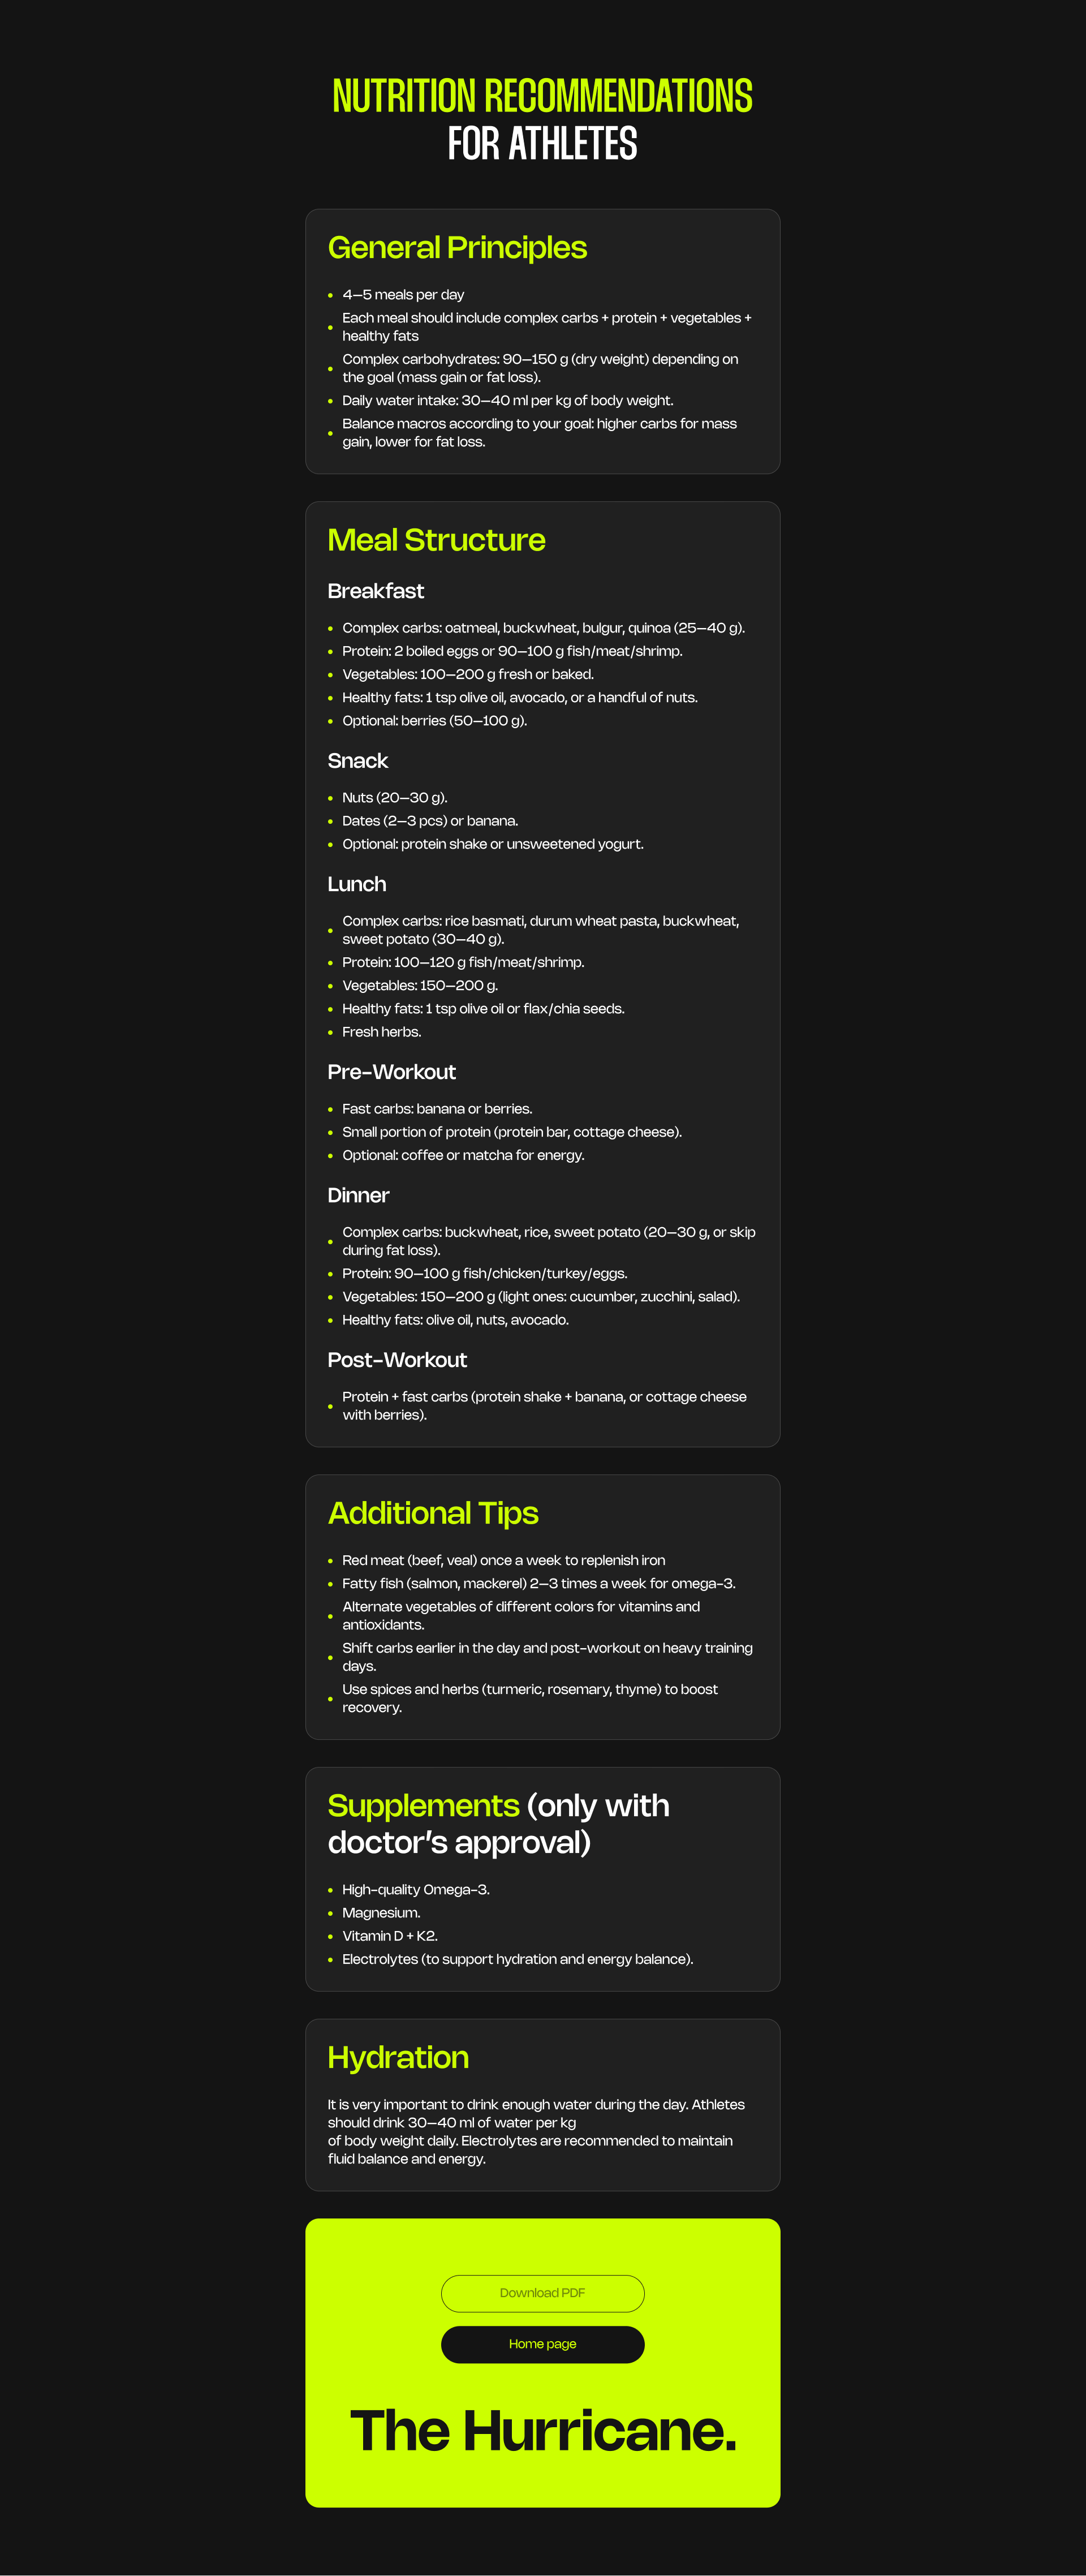 NUTRITION RECOMMENDATIONS
FOR ATHLETES
General Principles
• 4–5 meals per day
• Each meal should include complex carbs + protein + vegetables +
healthy fats
• Complex carbohydrates: 90–150 g (dry weight) depending on
the goal (mass gain or fat loss).
• Daily water intake: 30–40 ml per kg of body weight.
• Balance macros according to your goal: higher carbs for mass
gain, lower for fat loss.
Meal Structure
Breakfast
• Complex carbs: oatmeal, buckwheat, bulgur, quinoa (25–40 g).
• Protein: 2 boiled eggs or 90–100 g fish/meat/shrimp.
• Vegetables: 100–200 g fresh or baked.
• Healthy fats: 1 tsp olive oil, avocado, or a handful of nuts.
• Optional: berries (50–100 g).
Snack
• Nuts (20–30 g).
• Dates (2–3 pcs) or banana.
• Optional: protein shake or unsweetened yogurt.
Lunch
• Complex carbs: rice basmati, durum wheat pasta, buckwheat,
sweet potato (30–40 g).
• Protein: 100–120 g fish/meat/shrimp.
• Vegetables: 150–200 g.
• Healthy fats: 1 tsp olive oil or flax/chia seeds.
• Fresh herbs.
Pre-Workout
• Fast carbs: banana or berries.
• Small portion of protein (protein bar, cottage cheese).
• Optional: coffee or matcha for energy.
Dinner
• Complex carbs: buckwheat, rice, sweet potato (20–30 g, or skip
during fat loss).
• Protein: 90–100 g fish/chicken/turkey/eggs.
• Vegetables: 150–200 g (light ones: cucumber, zucchini, salad).
• Healthy fats: olive oil, nuts, avocado.
Post-Workout
• Protein + fast carbs (protein shake + banana, or cottage cheese
with berries).
Additional Tips
• Red meat (beef, veal) once a week to replenish iron
• Fatty fish (salmon, mackerel) 2–3 times a week for omega-3.
• Alternate vegetables of different colors for vitamins and
antioxidants.
• Shift carbs earlier in the day and post-workout on heavy training
days.
• Use spices and herbs (turmeric, rosemary, thyme) to boost
recovery.
Supplements (only with
doctor's approval)
• High-quality Omega-3.
• Magnesium.
• Vitamin D + K2.
• Electrolytes (to support hydration and energy balance).
Hydration
It is very important to drink enough water during the day. Athletes
should drink 30–40 ml of water per kg
of body weight daily. Electrolytes are recommended to maintain
fluid balance and energy.
Download PDF
Home page
The Hurricane.